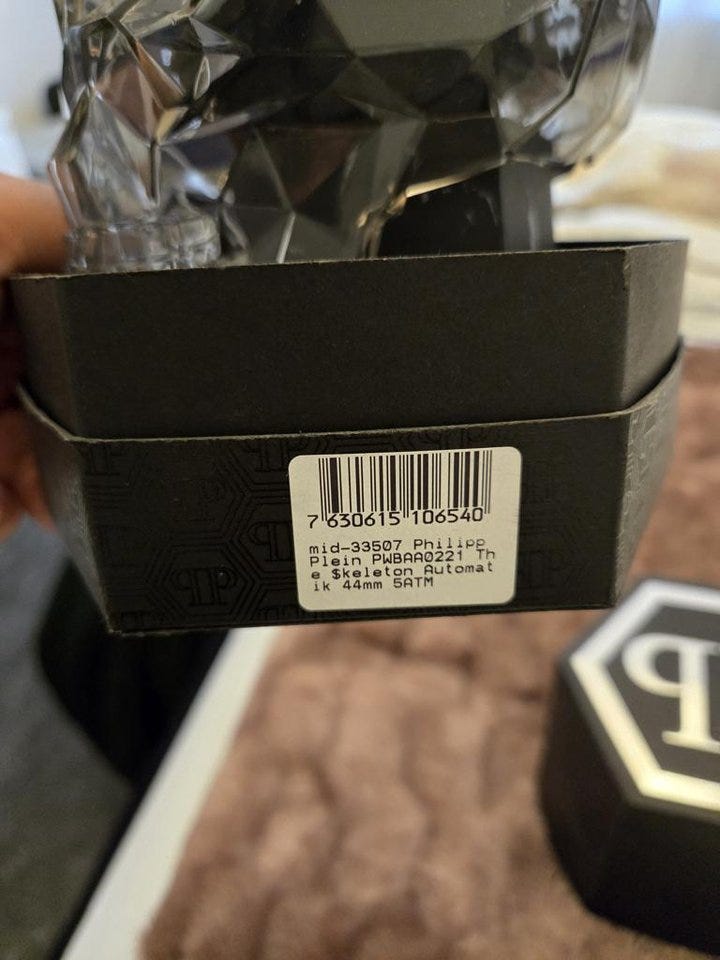 7 630615 106540
mid-33507 Philipp
Plein PWBAA0221 Th
e $keleton Automat
ik 44mm 5ATM